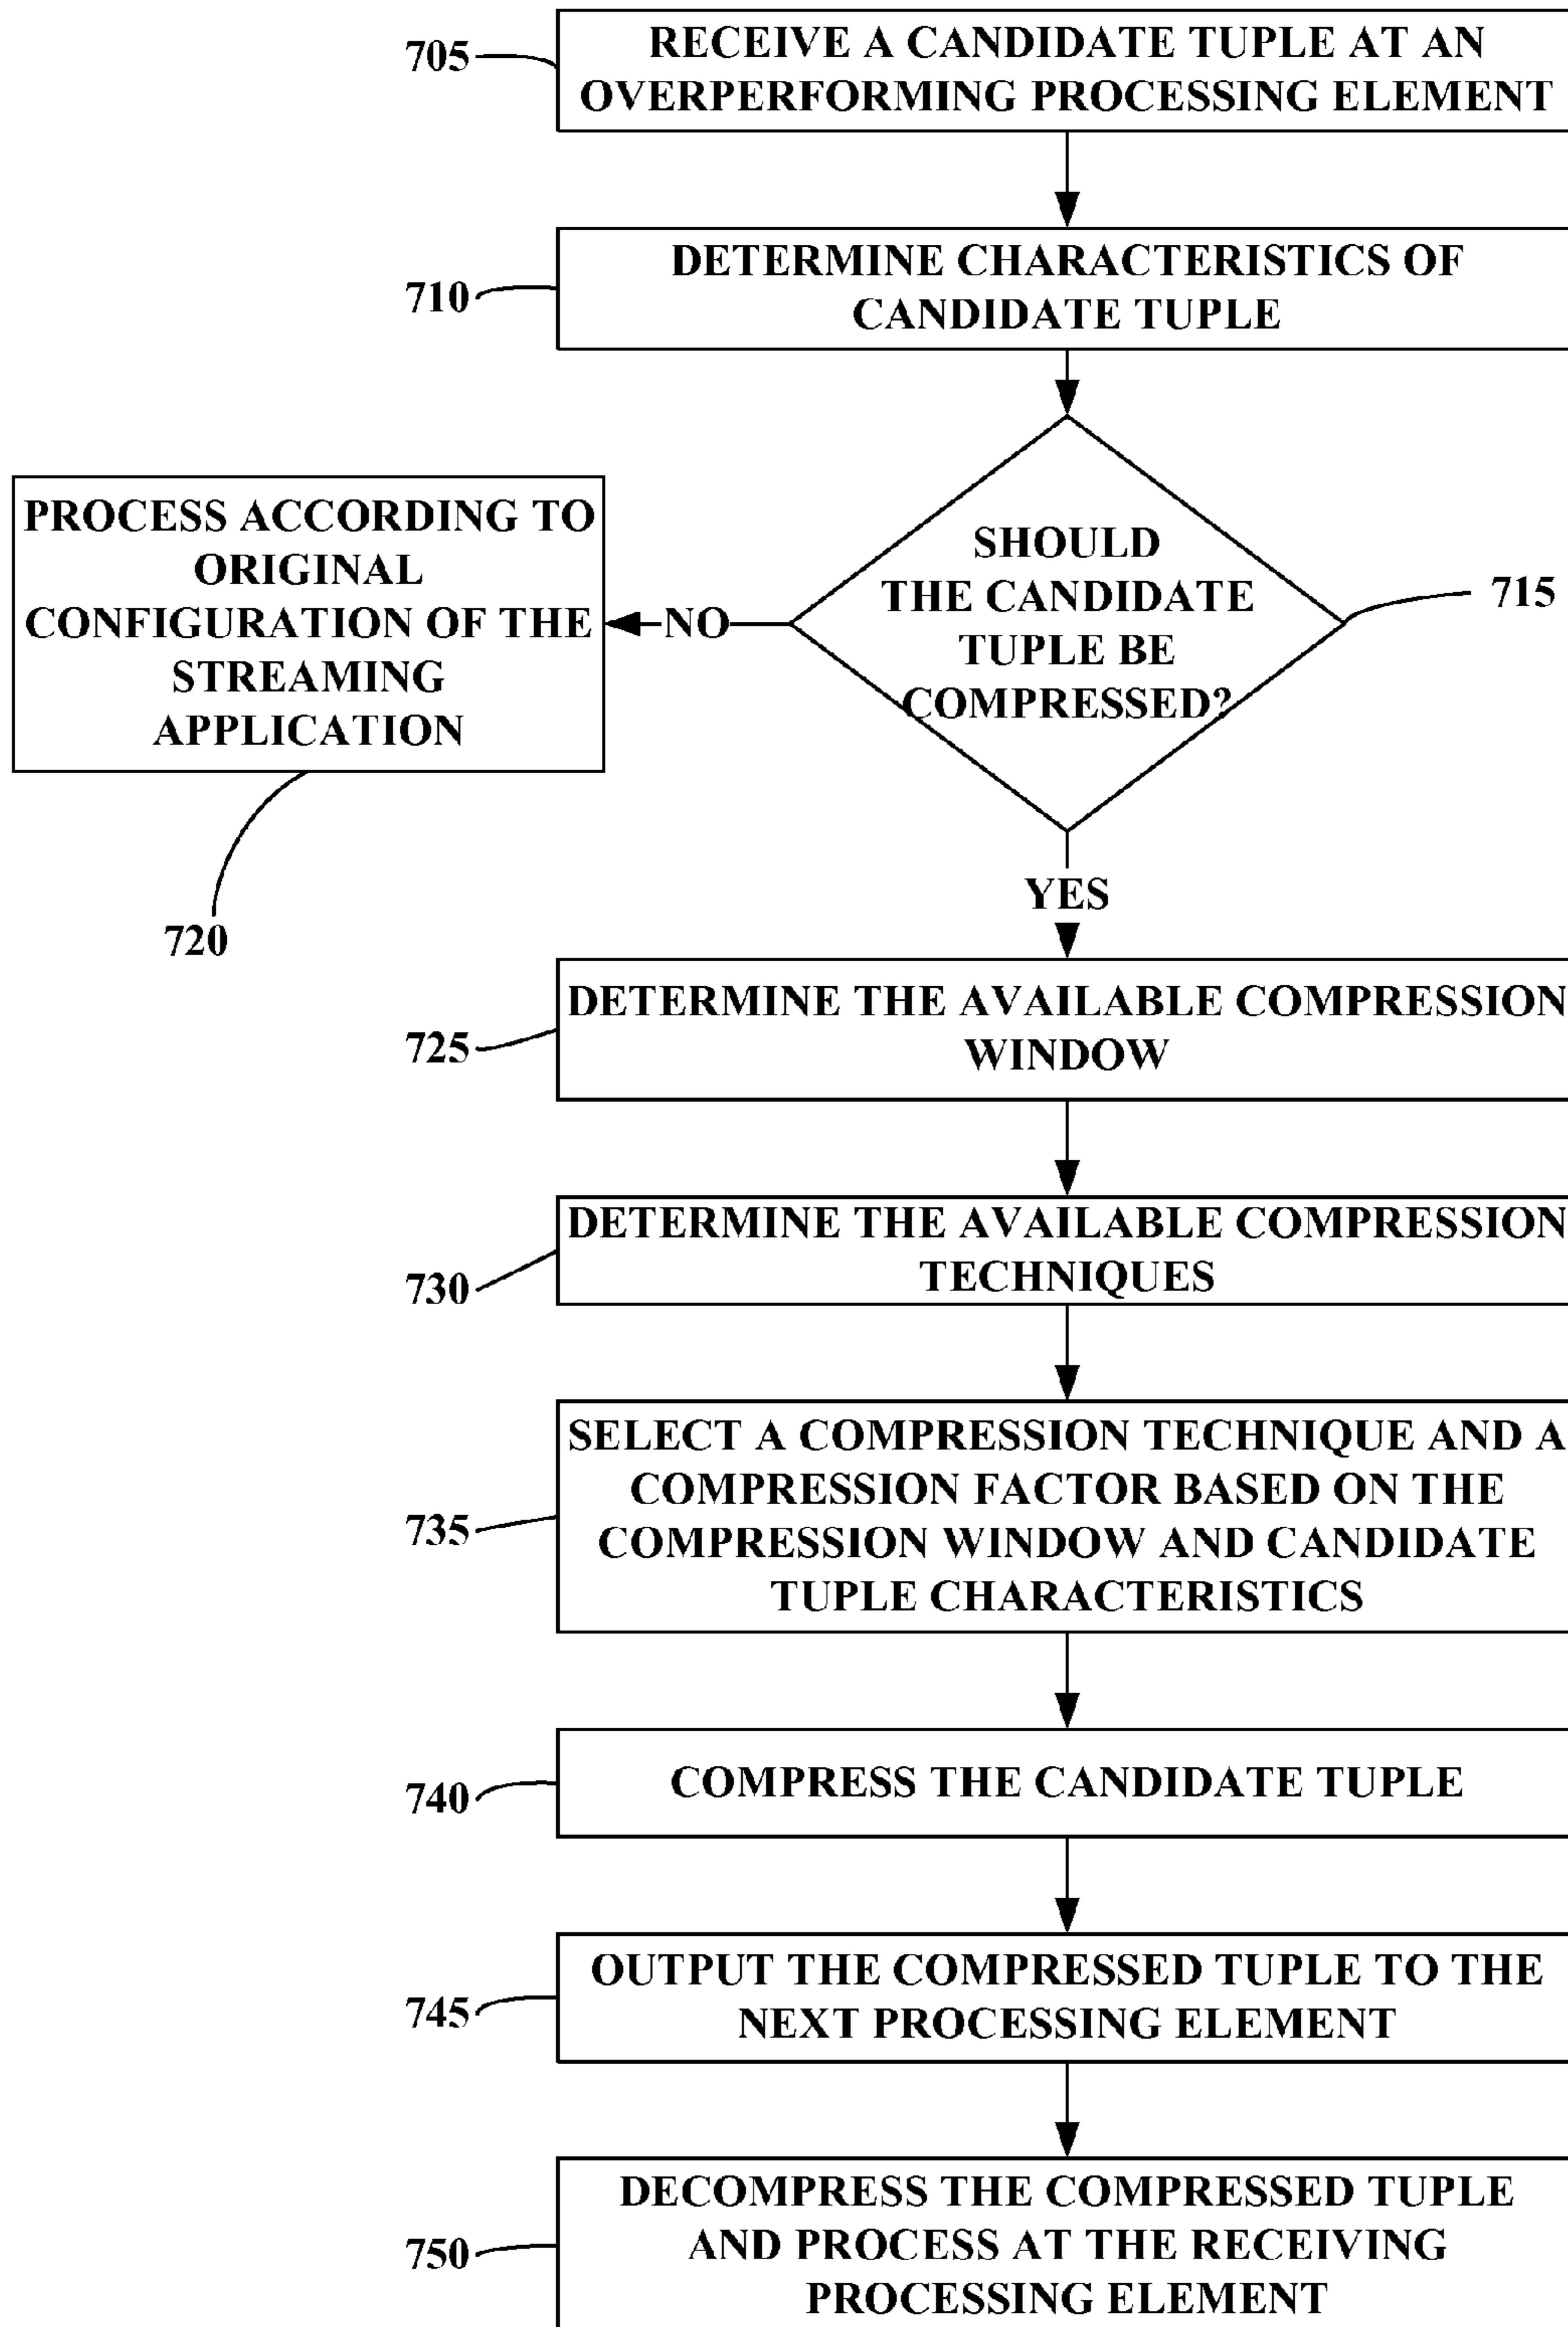 705
RECEIVE A CANDIDATE TUPLE AT AN
OVERPERFORMING PROCESSING ELEMENT
710
DETERMINE CHARACTERISTICS OF
CANDIDATE TUPLE
SHOULD
THE CANDIDATE
TUPLE BE
COMPRESSED?
715
NO
PROCESS ACCORDING TO
ORIGINAL
CONFIGURATION OF THE
STREAMING
APPLICATION
720
YES
725
DETERMINE THE AVAILABLE COMPRESSION
WINDOW
730
DETERMINE THE AVAILABLE COMPRESSION
TECHNIQUES
735
SELECT A COMPRESSION TECHNIQUE AND A
COMPRESSION FACTOR BASED ON THE
COMPRESSION WINDOW AND CANDIDATE
TUPLE CHARACTERISTICS
740
COMPRESS THE CANDIDATE TUPLE
745
OUTPUT THE COMPRESSED TUPLE TO THE
NEXT PROCESSING ELEMENT
750
DECOMPRESS THE COMPRESSED TUPLE
AND PROCESS AT THE RECEIVING
PROCESSING ELEMENT